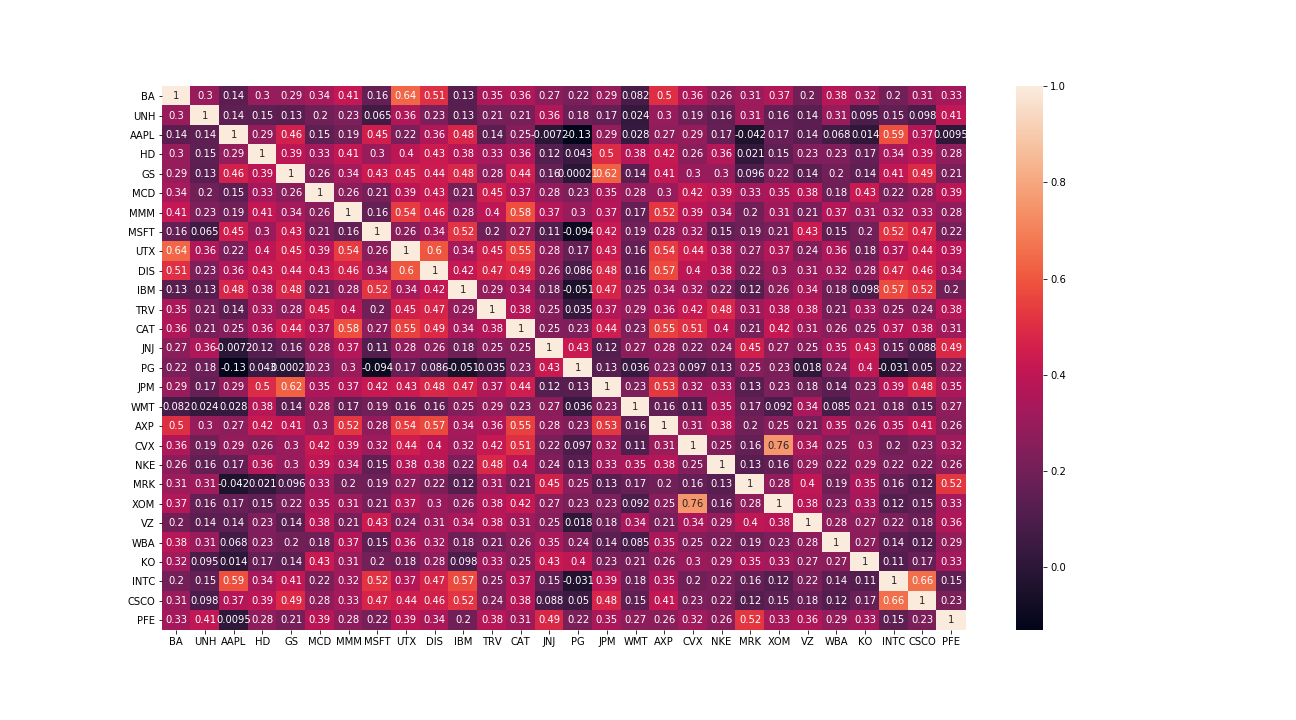 BA 1 0.3 0.14 0.3 0.29 0.34 0.41 0.16 0.64 0.51 0.13 0.35 0.36 0.27 0.22 0.29 0.082 0.5 0.36 0.26 0.31 0.37 0.2 0.38 0.32 0.2 0.31 0.33 1.0
UNH 0.3 1 0.14 0.15 0.13 0.2 0.23 0.065 0.36 0.23 0.13 0.21 0.21 0.36 0.18 0.17 0.024 0.3 0.19 0.16 0.31 0.16 0.14 0.31 0.095 0.15 0.098 0.41
AAPL 0.14 0.14 1 0.29 0.46 0.15 0.19 0.45 0.22 0.36 0.48 0.14 0.25 -0.0072 -0.13 0.29 0.028 0.27 0.29 0.17 -0.042 0.17 0.14 0.068 0.014 0.59 0.37 0.0095
HD 0.3 0.15 0.29 1 0.39 0.33 0.41 0.3 0.4 0.43 0.38 0.33 0.36 0.12 0.043 0.5 0.38 0.42 0.26 0.36 0.021 0.15 0.23 0.23 0.17 0.34 0.39 0.28
GS 0.29 0.13 0.46 0.39 1 0.26 0.34 0.43 0.45 0.44 0.48 0.28 0.44 0.16 0.00021 0.62 0.14 0.41 0.3 0.3 0.096 0.22 0.14 0.2 0.14 0.41 0.49 0.21
0.8
MCD 0.34 0.2 0.15 0.33 0.26 1 0.26 0.21 0.39 0.43 0.21 0.45 0.37 0.28 0.23 0.35 0.28 0.3 0.42 0.39 0.33 0.35 0.38 0.18 0.43 0.22 0.28 0.39
MMM 0.41 0.23 0.19 0.41 0.34 0.26 1 0.16 0.54 0.46 0.28 0.4 0.58 0.37 0.3 0.37 0.17 0.52 0.39 0.34 0.2 0.31 0.21 0.37 0.31 0.32 0.33 0.28
MSFT 0.16 0.065 0.45 0.3 0.43 0.21 0.16 1 0.26 0.34 0.52 0.2 0.27 0.11 -0.094 0.42 0.19 0.28 0.32 0.15 0.19 0.21 0.43 0.15 0.2 0.52 0.47 0.22
UTX 0.64 0.36 0.22 0.4 0.45 0.39 0.54 0.26 1 0.6 0.34 0.45 0.55 0.28 0.17 0.43 0.16 0.54 0.44 0.38 0.27 0.37 0.24 0.36 0.18 0.37 0.44 0.39
DIS 0.51 0.23 0.36 0.43 0.44 0.43 0.46 0.34 0.6 1 0.42 0.47 0.49 0.26 0.086 0.48 0.16 0.57 0.4 0.38 0.22 0.3 0.31 0.32 0.28 0.47 0.46 0.34
0.6
IBM 0.13 0.13 0.48 0.38 0.48 0.21 0.28 0.52 0.34 0.42 1 0.29 0.34 0.18 -0.051 0.47 0.25 0.34 0.32 0.22 0.12 0.26 0.34 0.18 0.098 0.57 0.52 0.2
TRV 0.35 0.21 0.14 0.33 0.28 0.45 0.4 0.2 0.45 0.47 0.29 1 0.38 0.25 0.035 0.37 0.29 0.36 0.42 0.48 0.31 0.38 0.38 0.21 0.33 0.25 0.24 0.38
CAT 0.36 0.21 0.25 0.36 0.44 0.37 0.58 0.27 0.55 0.49 0.34 0.38 1 0.25 0.23 0.44 0.23 0.55 0.51 0.4 0.21 0.42 0.31 0.26 0.25 0.37 0.38 0.31
JNJ 0.27 0.36 -0.0072 0.12 0.16 0.28 0.37 0.11 0.28 0.26 0.18 0.25 0.25 1 0.43 0.12 0.27 0.28 0.22 0.24 0.45 0.27 0.25 0.35 0.43 0.15 0.088 0.49
PG 0.22 0.18 -0.13 0.043 0.00021 0.23 0.3 -0.094 0.17 0.086 -0.051 0.035 0.23 0.43 1 0.13 0.036 0.23 0.097 0.13 0.25 0.23 0.018 0.24 0.4 -0.031 0.05 0.22
0.4
JPM 0.29 0.17 0.29 0.5 0.62 0.35 0.37 0.42 0.43 0.48 0.47 0.37 0.44 0.12 0.13 1 0.23 0.53 0.32 0.33 0.13 0.23 0.18 0.14 0.23 0.39 0.48 0.35
WMT 0.082 0.024 0.028 0.38 0.14 0.28 0.17 0.19 0.16 0.16 0.25 0.29 0.23 0.27 0.036 0.23 1 0.16 0.11 0.35 0.17 0.092 0.34 0.085 0.21 0.18 0.15 0.27
AXP 0.5 0.3 0.27 0.42 0.41 0.3 0.52 0.28 0.54 0.57 0.34 0.36 0.55 0.28 0.23 0.53 0.16 1 0.31 0.38 0.2 0.25 0.21 0.35 0.26 0.35 0.41 0.26
CVX 0.36 0.19 0.29 0.26 0.3 0.42 0.39 0.32 0.44 0.4 0.32 0.42 0.51 0.22 0.097 0.32 0.11 0.31 1 0.25 0.16 0.76 0.34 0.25 0.3 0.2 0.23 0.32
NKE 0.26 0.16 0.17 0.36 0.3 0.39 0.34 0.15 0.38 0.38 0.22 0.48 0.4 0.24 0.13 0.33 0.35 0.38 0.25 1 0.13 0.16 0.29 0.22 0.29 0.22 0.22 0.26
0.2
MRK 0.31 0.31 -0.042 0.021 0.096 0.33 0.2 0.19 0.27 0.22 0.12 0.31 0.21 0.45 0.25 0.13 0.17 0.2 0.16 0.13 1 0.28 0.4 0.19 0.35 0.16 0.12 0.52
XOM 0.37 0.16 0.17 0.15 0.22 0.35 0.31 0.21 0.37 0.3 0.26 0.38 0.42 0.27 0.23 0.23 0.092 0.25 0.76 0.16 0.28 1 0.38 0.23 0.33 0.12 0.15 0.33
VZ 0.2 0.14 0.14 0.23 0.14 0.38 0.21 0.43 0.24 0.31 0.34 0.38 0.31 0.25 0.018 0.18 0.34 0.21 0.34 0.29 0.4 0.38 1 0.28 0.27 0.22 0.18 0.36
WBA 0.38 0.31 0.068 0.23 0.2 0.18 0.37 0.15 0.36 0.32 0.18 0.21 0.26 0.35 0.24 0.14 0.085 0.35 0.25 0.22 0.19 0.23 0.28 1 0.27 0.14 0.12 0.29
KO 0.32 0.095 0.014 0.17 0.14 0.43 0.31 0.2 0.18 0.28 0.098 0.33 0.25 0.43 0.4 0.23 0.21 0.26 0.3 0.29 0.35 0.33 0.27 0.27 1 0.11 0.17 0.33
0.0
INTC 0.2 0.15 0.59 0.34 0.41 0.22 0.32 0.52 0.37 0.47 0.57 0.25 0.37 0.15 -0.031 0.39 0.18 0.35 0.2 0.22 0.16 0.12 0.22 0.14 0.11 1 0.66 0.15
CSCO 0.31 0.098 0.37 0.39 0.49 0.28 0.33 0.47 0.44 0.46 0.52 0.24 0.38 0.088 0.05 0.48 0.15 0.41 0.23 0.22 0.12 0.15 0.18 0.12 0.17 0.66 1 0.23
PFE 0.33 0.41 0.0095 0.28 0.21 0.39 0.28 0.22 0.39 0.34 0.2 0.38 0.31 0.49 0.22 0.35 0.27 0.26 0.32 0.26 0.52 0.33 0.36 0.29 0.33 0.15 0.23 1
BA UNH AAPL HD GS MCD MMM MSFT UTX DIS IBM TRV CAT JNJ PG JPM WMT AXP CVX NKE MRK XOM VZ WBA KO INTC CSCO PFE